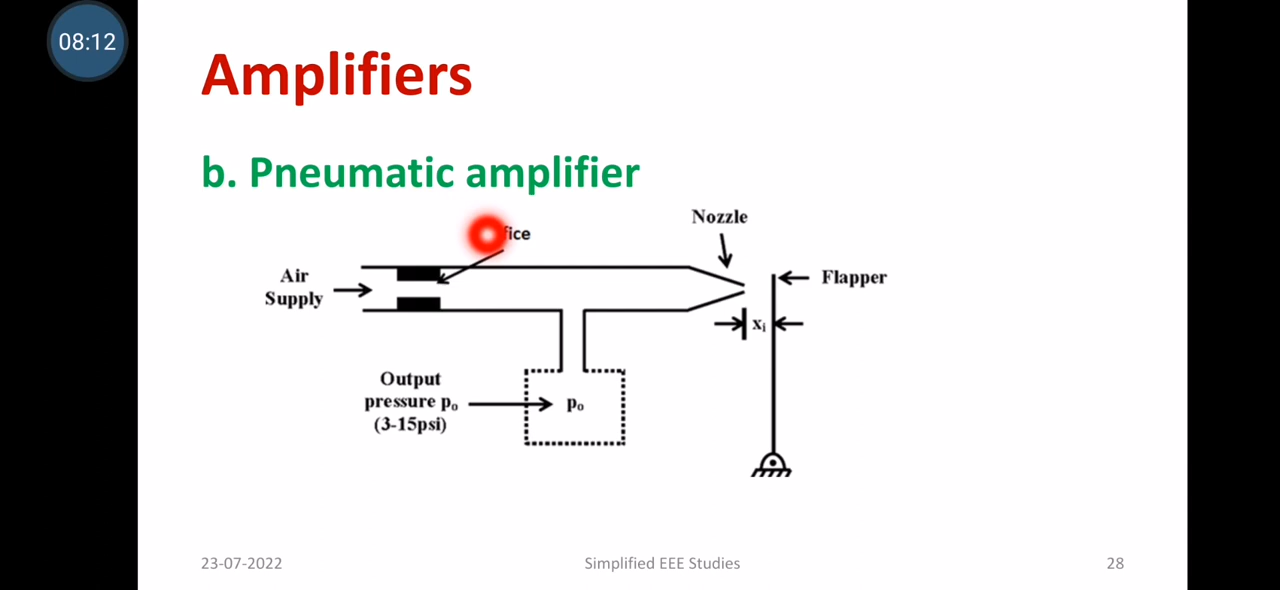 08:12
Amplifiers
b. Pneumatic amplifier
Nozzle
Air
Supply
Flapper
xi
Output
pressure po
(3-15psi)
po
23-07-2022
Simplified EEE Studies
28